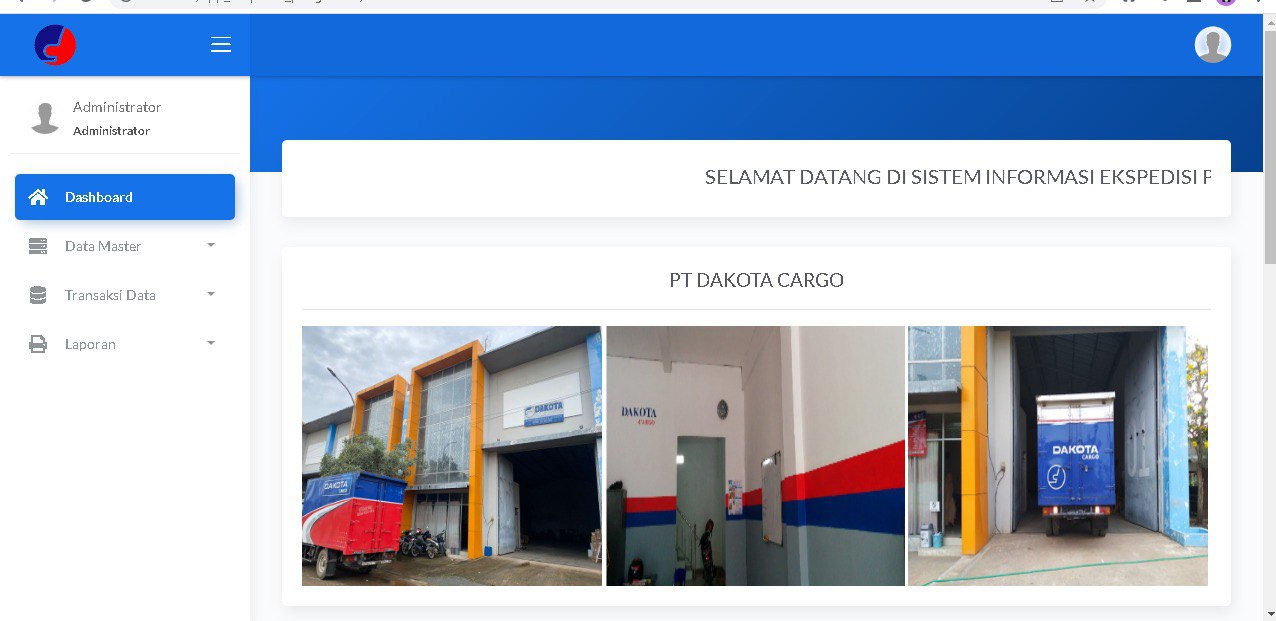 Administrator
Administrator
Dashboard
Data Master
Transaksi Data
Laporan
SELAMAT DATANG DI SISTEM INFORMASI EKSPEDISI
PT DAKOTA CARGO
DAKOTA
DAKOTA
CARGO
DAKOTA
CARGO
DAKOTA
CARGO